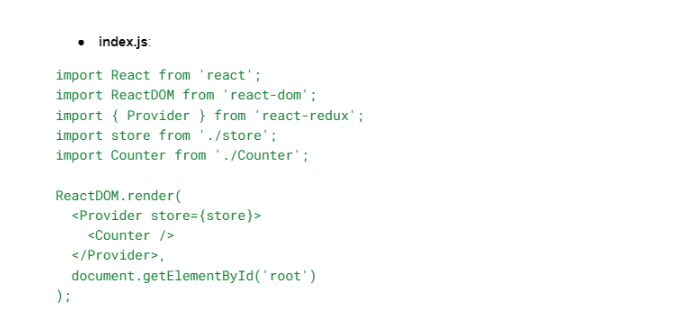 ● index.js:
import React from 'react';
import ReactDOM from 'react-dom';
import { Provider } from 'react-redux';
import store from './store';
import Counter from './Counter';

ReactDOM.render(
  <Provider store={store}>
    <Counter />
  </Provider>,
  document.getElementById('root')
);